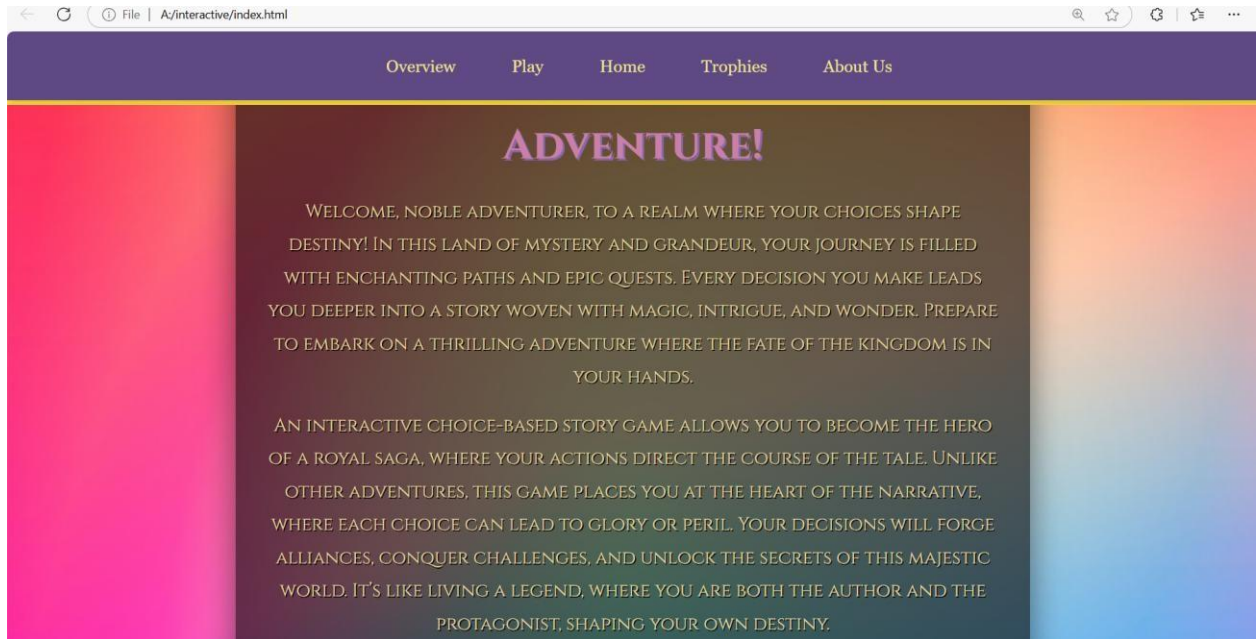 File A:/interactive/index.html
Overview Play Home Trophies About Us
Adventure!
Welcome, noble adventurer, to a realm where your choices shape
destiny! In this land of mystery and grandeur, your journey is filled
with enchanting paths and epic quests. Every decision you make leads
you deeper into a story woven with magic, intrigue, and wonder. Prepare
to embark on a thrilling adventure where the fate of the kingdom is in
your hands.
An interactive choice-based story game allows you to become the hero
of a royal saga, where your actions direct the course of the tale. Unlike
other adventures, this game places you at the heart of the narrative,
where each choice can lead to glory or peril. Your decisions will forge
alliances, conquer challenges, and unlock the secrets of this majestic
world. It's like living a legend, where you are both the author and the
protagonist, shaping your own destiny.